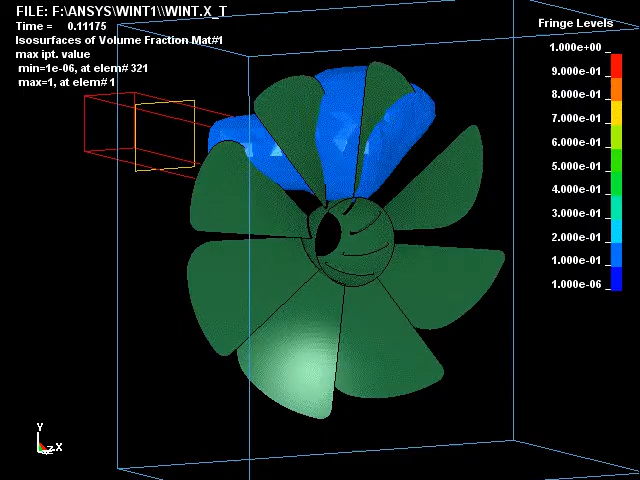 FILE: F:\ANSYS\WINT1\\WINT.X_T
Time = 0.11175
Isosurfaces of Volume Fraction Mat#1
max ipt. value
min=1e-06, at elem# 321
max=1, at elem# 1
Fringe Levels
1.000e+00
9.000e-01
8.000e-01
7.000e-01
6.000e-01
5.000e-01
4.000e-01
3.000e-01
2.000e-01
1.000e-01
1.000e-06
Y
Z X